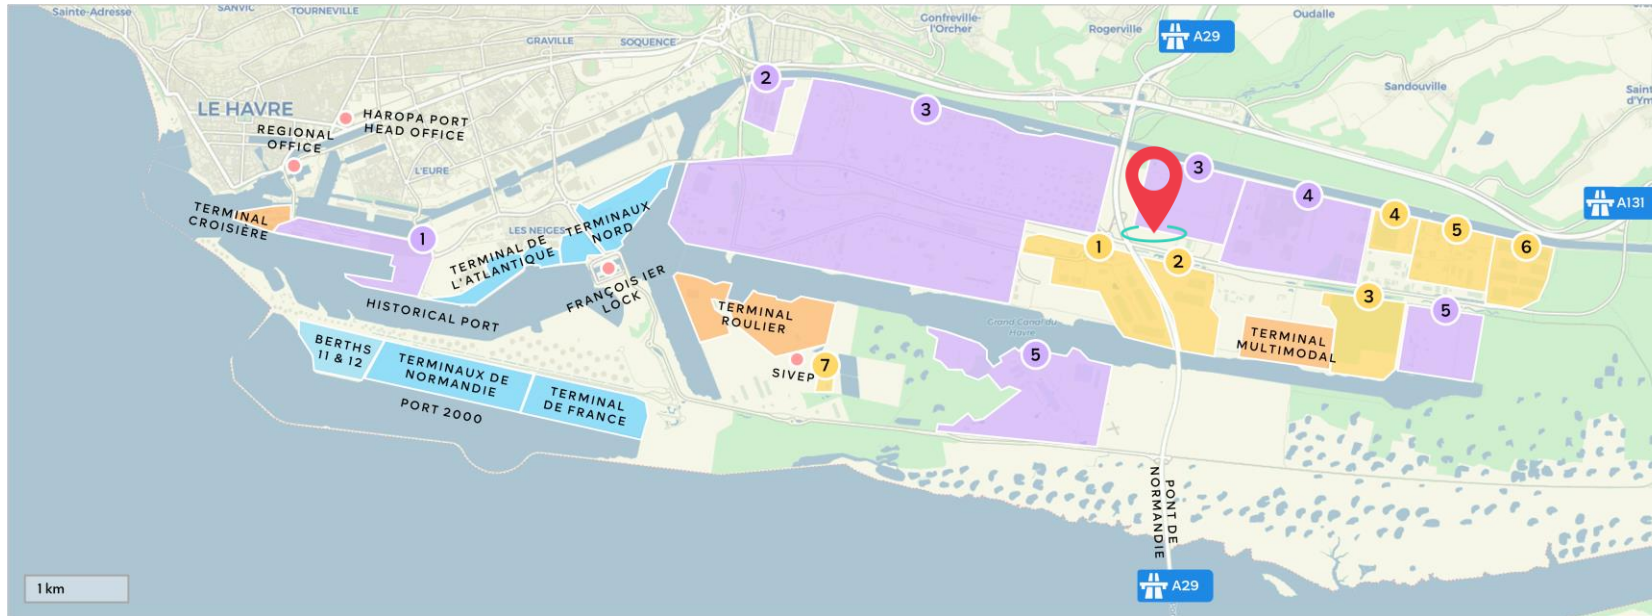 Sainte-Adresse
SANVIC
TOURNEVILLE
GRAVILLE
SOQUENCE
Gonfreville-
l'Orcher
Rogerville
A29
Oudalle
Sandouville
Saint
d'Ym
LE HAVRE
HAROPA PORT
HEAD OFFICE
REGIONAL
OFFICE
L'EURE
2
3
3
4
A131
4
5
6
TERMINAL
CROISIÈRE
1
LES NEIGES
TERMINAUX
NORD
TERMINAL DE
L'ATLANTIQUE
FRANÇOIS IER
LOCK
HISTORICAL PORT
1
2
3
5
BERTHS
11 & 12
TERMINAUX DE
NORMANDIE
TERMINAL
DE FRANCE
PORT 2000
TERMINAL
ROULIER
SIVEP
7
Grand Canal du
Havre
5
TERMINAL
MULTIMODAL
PONT DE
NORMANDIE
A29
1 km